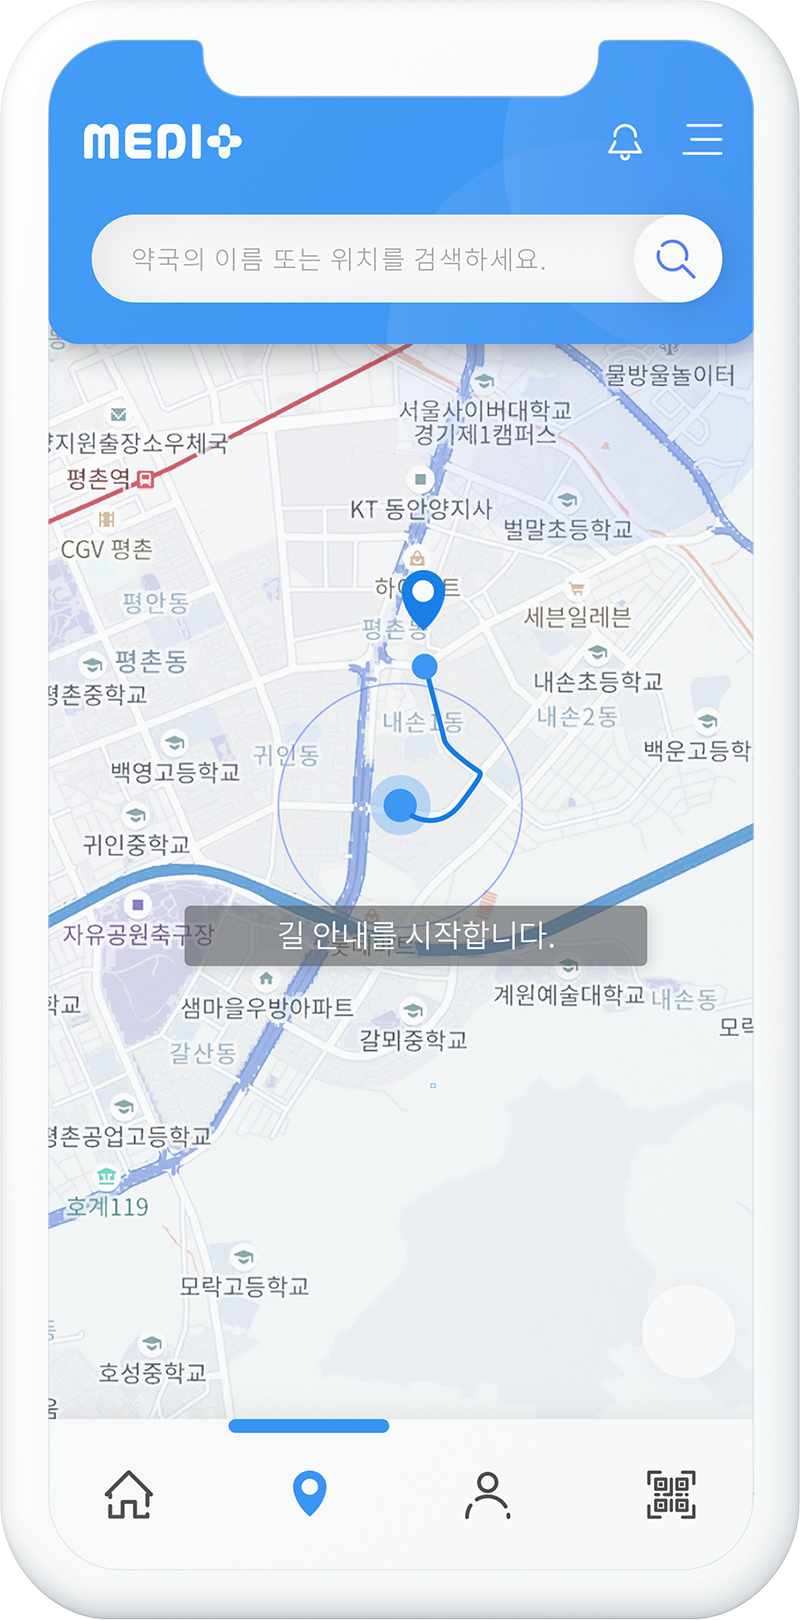 MEDI+
약국의 이름 또는 위치를 검색하세요.
물방울놀이터
서울사이버대학교
경기제1캠퍼스
지원출장소우체국
평촌역
KT 동안양지사
벌말초등학교
CGV 평촌
평안동
세븐일레븐
평촌동
평촌동
내손초등학교
평촌중학교
내손1동
내손2동
귀인동
백운고등학
백영고등학교
귀인중학교
자유공원축구장
길 안내를 시작합니다.
롯데마트
계원예술대학교
내손동
학교
샘마을우방아파트
모락
갈뫼중학교
갈산동
평촌공업고등학교
호계119
모락고등학교
호성중학교